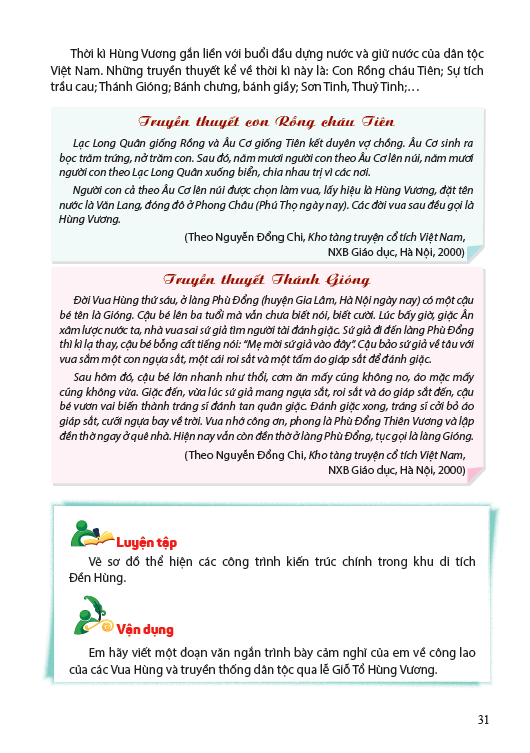 Thời kì Hùng Vương gắn liền với buổi đầu dựng nước và giữ nước của dân tộc
Việt Nam. Những truyền thuyết kể về thời kì này là: Con Rồng cháu Tiên; Sự tích
trầu cau; Thánh Gióng; Bánh chưng, bánh giầy; Sơn Tinh, Thuỷ Tinh;…
Truyền thuyết con Rồng cháu Tiên
Lạc Long Quân giống Rồng và Âu Cơ giống Tiên kết duyên vợ chồng. Âu Cơ sinh ra
bọc trăm trứng, nở trăm con. Sau đó, năm mươi người con theo Âu Cơ lên núi, năm mươi
người con theo Lạc Long Quân xuống biển, chia nhau trị vì các nơi.
Người con cả theo Âu Cơ lên núi được chọn làm vua, lấy hiệu là Hùng Vương, đặt tên
nước là Văn Lang, đóng đô ở Phong Châu (Phú Thọ ngày nay). Các đời vua sau đều gọi là
Hùng Vương.
(Theo Nguyễn Đổng Chi, Kho tàng truyện cổ tích Việt Nam,
NXB Giáo dục, Hà Nội, 2000)
Truyền thuyết Thánh Gióng
Đời Vua Hùng thứ sáu, ở làng Phù Đổng (huyện Gia Lâm, Hà Nội ngày nay) có một cậu
bé tên là Gióng. Cậu bé lên ba tuổi mà vẫn chưa biết nói, biết cười. Lúc bấy giờ, giặc Ân
xâm lược nước ta, nhà vua sai sứ giả tìm người tài đánh giặc. Sứ giả đi đến làng Phù Đổng
thì kì lạ thay, cậu bé bỗng cất tiếng nói: “Mẹ mời sứ giả vào đây”. Cậu bảo sứ giả về tâu với
vua sắm một con ngựa sắt, một cái roi sắt và một tấm áo giáp sắt để đánh giặc.
Sau hôm đó, cậu bé lớn nhanh như thổi, cơm ăn mấy cũng không no, áo mặc mấy
cũng không vừa. Giặc đến, vừa lúc sứ giả mang ngựa sắt, roi sắt và áo giáp sắt đến, cậu
bé vươn vai biến thành tráng sĩ đánh tan quân giặc. Đánh giặc xong, tráng sĩ cởi bỏ áo
giáp sắt, cưỡi ngựa bay về trời. Vua nhớ công ơn, phong là Phù Đổng Thiên Vương và lập
đền thờ ngay ở quê nhà. Hiện nay vẫn còn đền thờ ở làng Phù Đổng, tục gọi là làng Gióng.
(Theo Nguyễn Đổng Chi, Kho tàng truyện cổ tích Việt Nam,
NXB Giáo dục, Hà Nội, 2000)
Luyện tập
Vẽ sơ đồ thể hiện các công trình kiến trúc chính trong khu di tích
Đền Hùng.
Vận dụng
Em hãy viết một đoạn văn ngắn trình bày cảm nghĩ của em về công lao
của các Vua Hùng và truyền thống dân tộc qua lễ Giỗ Tổ Hùng Vương.
31